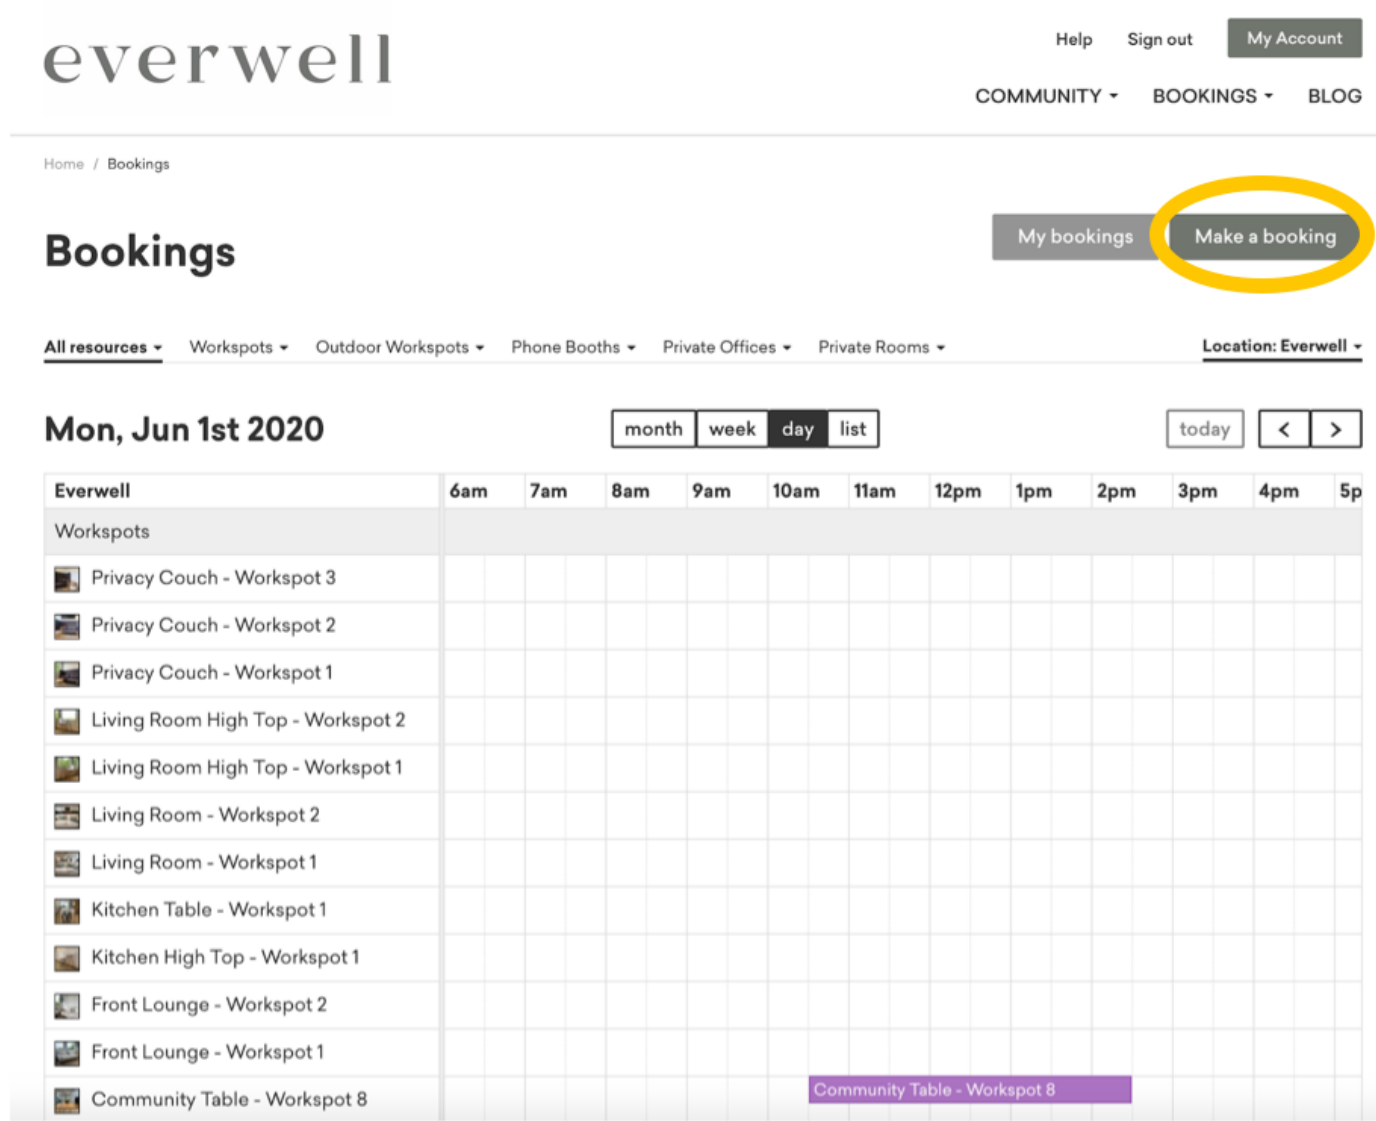 everwell
Help Sign out My Account
COMMUNITY BOOKINGS BLOG
Home / Bookings
Bookings
My bookings Make a booking
All resources Workspots Outdoor Workspots Phone Booths Private Offices Private Rooms Location: Everwell
Mon, Jun 1st 2020 month week day list today < >
Everwell 6am 7am 8am 9am 10am 11am 12pm 1pm 2pm 3pm 4pm 5p
Workspots
Privacy Couch - Workspot 3
Privacy Couch - Workspot 2
Privacy Couch - Workspot 1
Living Room High Top - Workspot 2
Living Room High Top - Workspot 1
Living Room - Workspot 2
Living Room - Workspot 1
Kitchen Table - Workspot 1
Kitchen High Top - Workspot 1
Front Lounge - Workspot 2
Front Lounge - Workspot 1
Community Table - Workspot 8 Community Table - Workspot 8